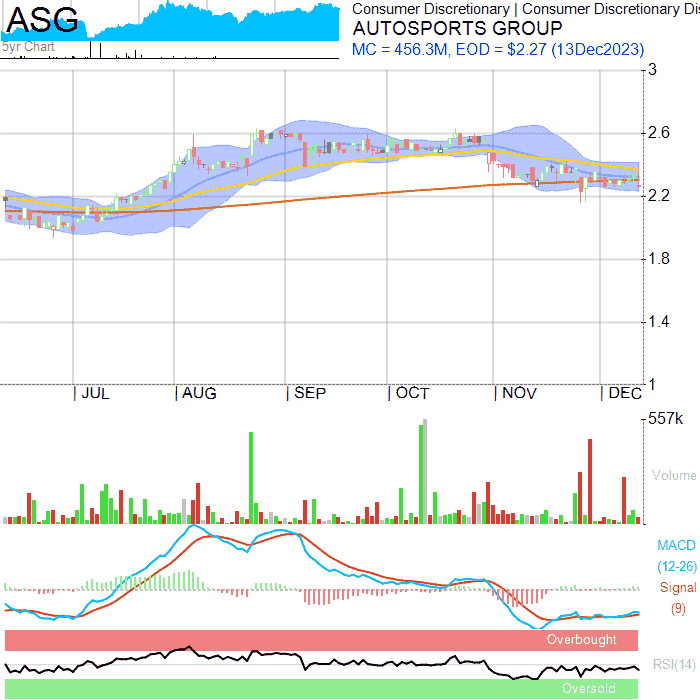 ASG
5yr Chart
Consumer Discretionary | Consumer Discretionary Dis
AUTOSPORTS GROUP
MC = 456.3M, EOD = $2.27 (13Dec2023)
3
2.6
2.2
1.8
1.4
1
| JUL | AUG | SEP | OCT | NOV | DEC
557k
Volume
MACD
(12-26)
Signal
(9)
Overbought
RSI(14)
Oversold